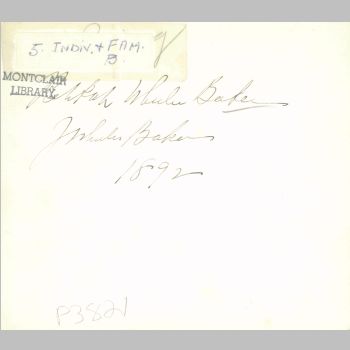 5. INDIV. + FAM.
B.
MONTCLAIR
LIBRARY
Wheeler Baker
J Wheeler Baker
1892
P3821